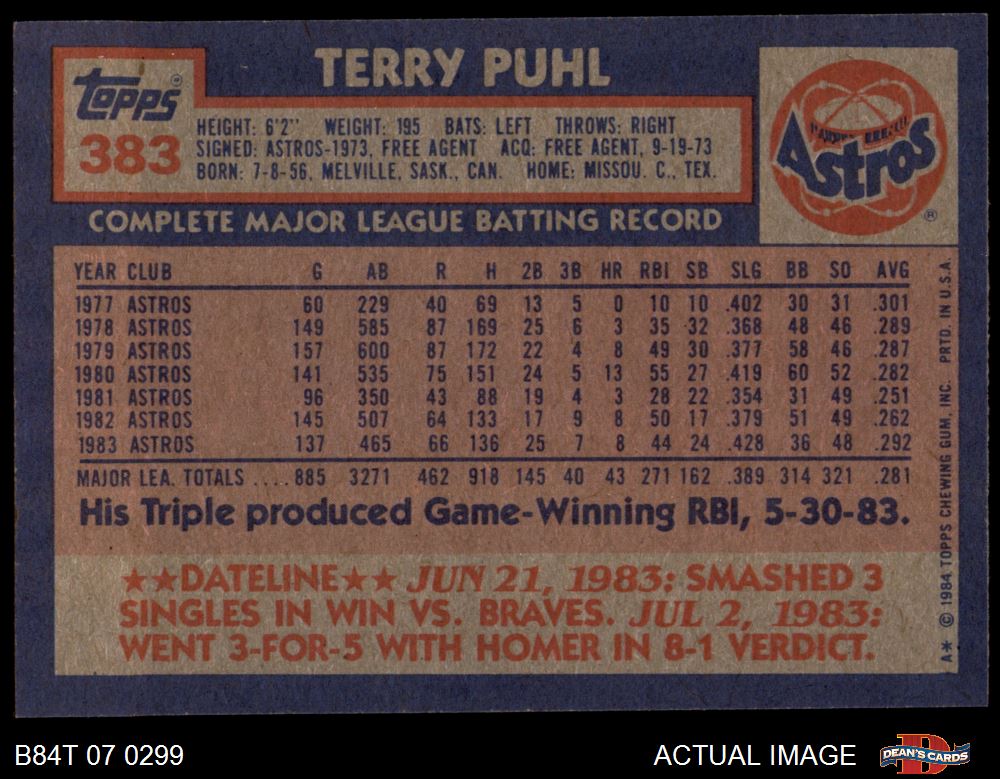 TERRY PUHL
Topps®
383
HEIGHT: 6'2" WEIGHT: 195 BATS: LEFT THROWS: RIGHT
SIGNED: ASTROS-1973, FREE AGENT ACQ: FREE AGENT, 9-19-73
BORN: 7-8-56, MELVILLE, SASK., CAN. HOME: MISSOU. C., TEX.
Astros
®
COMPLETE MAJOR LEAGUE BATTING RECORD
YEAR CLUB G AB R H 2B 3B HR RBI SB SLG BB SO AVG
1977 ASTROS 60 229 40 69 13 5 0 10 10 .402 30 31 .301
1978 ASTROS 149 585 87 169 25 6 3 35 32 .368 48 46 .289
1979 ASTROS 157 600 87 172 22 4 8 49 30 .377 58 46 .287
1980 ASTROS 141 535 75 151 24 5 13 55 27 .419 60 52 .282
1981 ASTROS 96 350 43 88 19 4 3 28 22 .354 31 49 .251
1982 ASTROS 145 507 64 133 17 9 8 50 17 .379 51 49 .262
1983 ASTROS 137 465 66 136 25 7 8 44 24 .428 36 48 .292
MAJOR LEA. TOTALS ....885 3271 462 918 145 40 43 271 162 .389 314 321 .281
His Triple produced Game-Winning RBI, 5-30-83.
★★DATELINE★★ JUN 21, 1983: SMASHED 3
SINGLES IN WIN VS. BRAVES. JUL 2, 1983:
WENT 3-FOR-5 WITH HOMER IN 8-1 VERDICT.
A* © 1984 TOPPS CHEWING GUM, INC. PRTD. IN U.S.A.
B84T 07 0299
ACTUAL IMAGE
DEAN'S CARDS